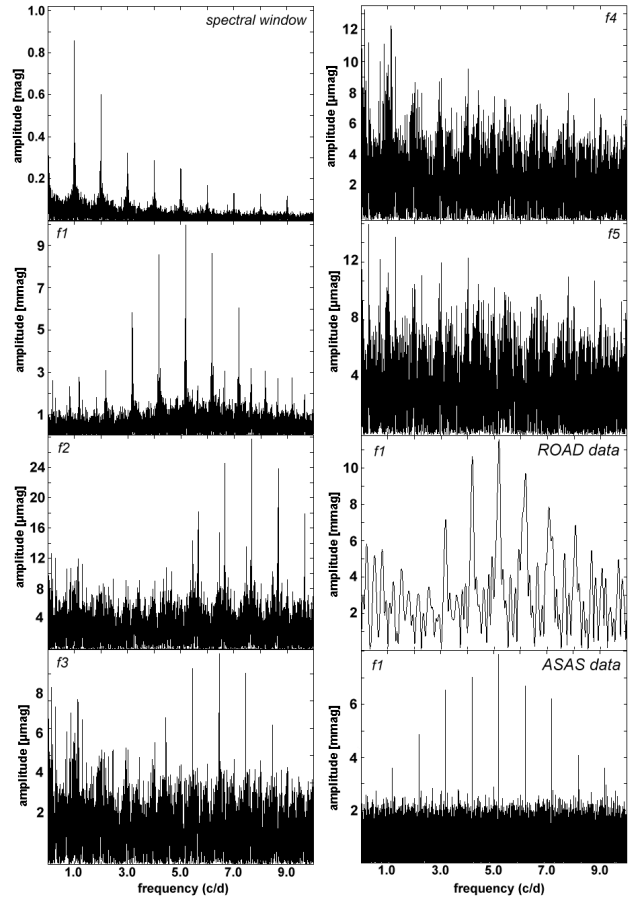 spectral window
amplitude [mag]
1.0
0.8
0.6
0.4
0.2
f1
amplitude [mmag]
9
7
5
3
1
f2
amplitude [µmag]
24
20
16
12
8
4
f3
amplitude [µmag]
8
6
4
2
1.0 3.0 5.0 7.0 9.0
frequency (c/d)
f4
amplitude [µmag]
12
10
8
6
4
2
f5
amplitude [µmag]
12
8
4
f1
ROAD data
amplitude [mmag]
10
8
6
4
2
f1
ASAS data
amplitude [mmag]
6
4
2
1.0 3.0 5.0 7.0 9.0
frequency (c/d)